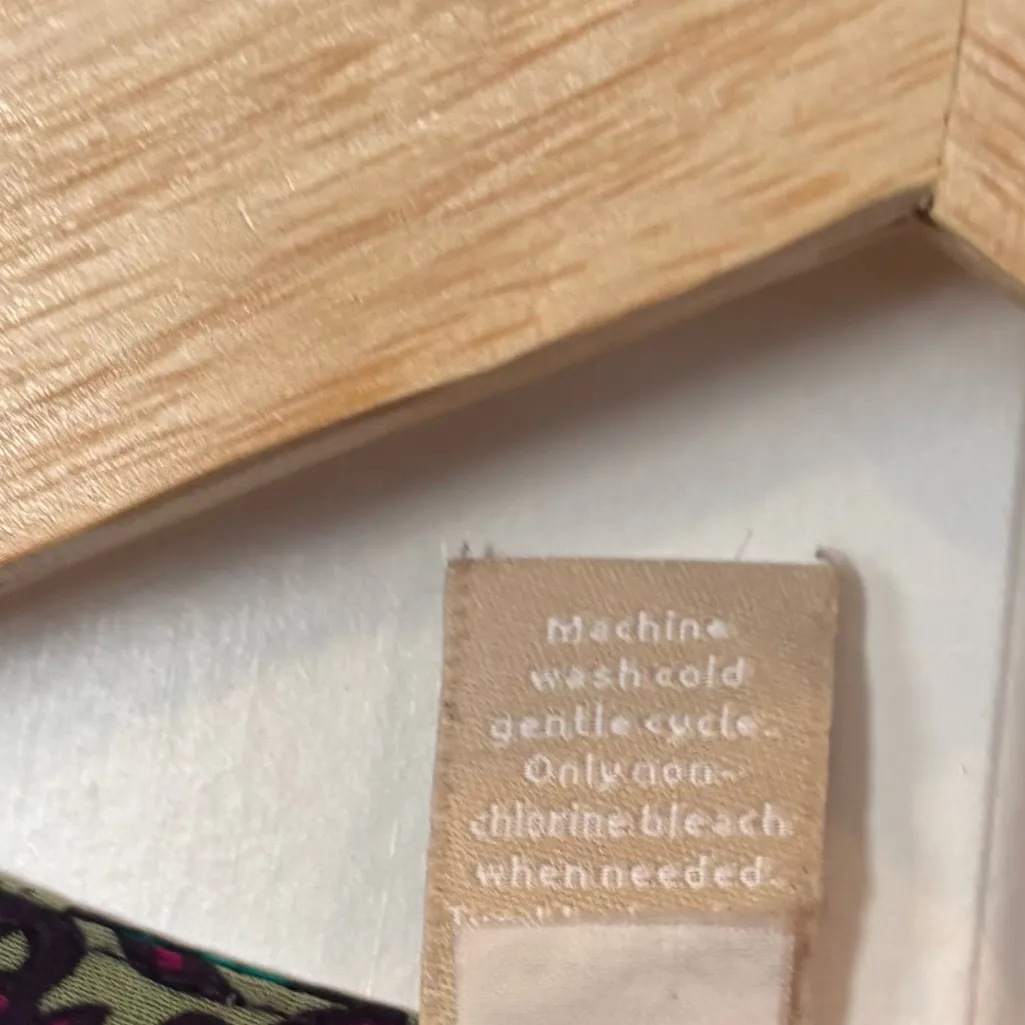 Machine
wash cold
gentle cycle.
Only non-
chlorine bleach
when needed.